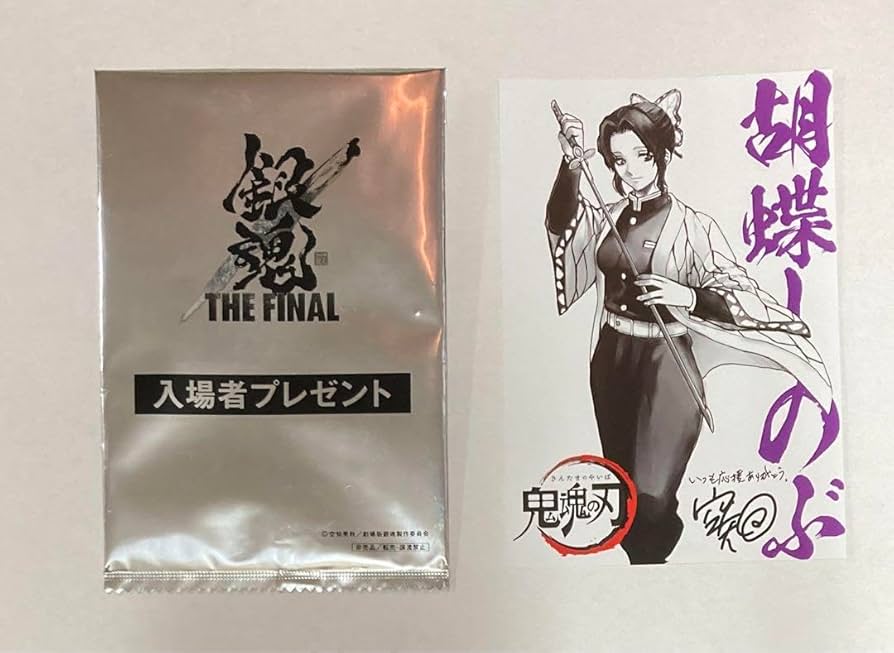 銀魂
THE FINAL
入場者プレゼント
©空知英秋／劇場版銀魂製作委員会
非売品／転売・譲渡禁止
胡蝶しのぶ
きんたまのやいば
鬼魂の刃
いつも応援ありがとう。
空知